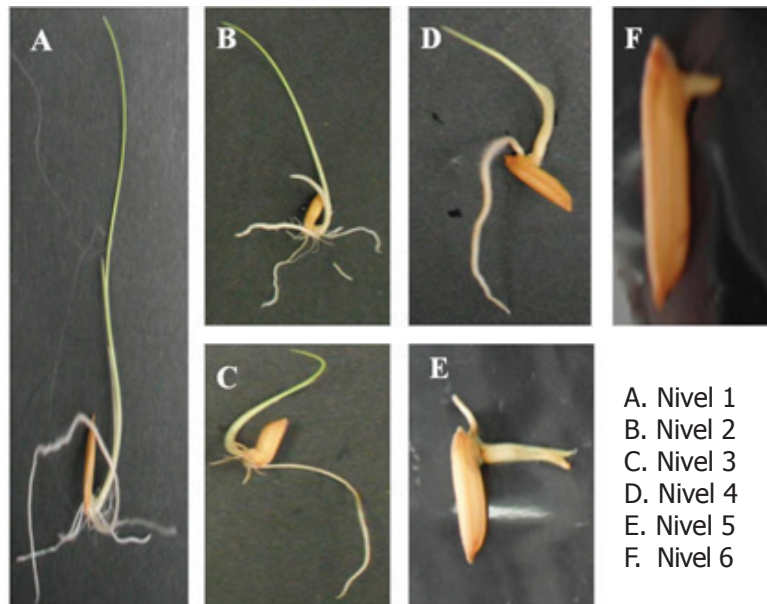 A
B
D
F
C
E
A. Nivel 1
B. Nivel 2
C. Nivel 3
D. Nivel 4
E. Nivel 5
F. Nivel 6